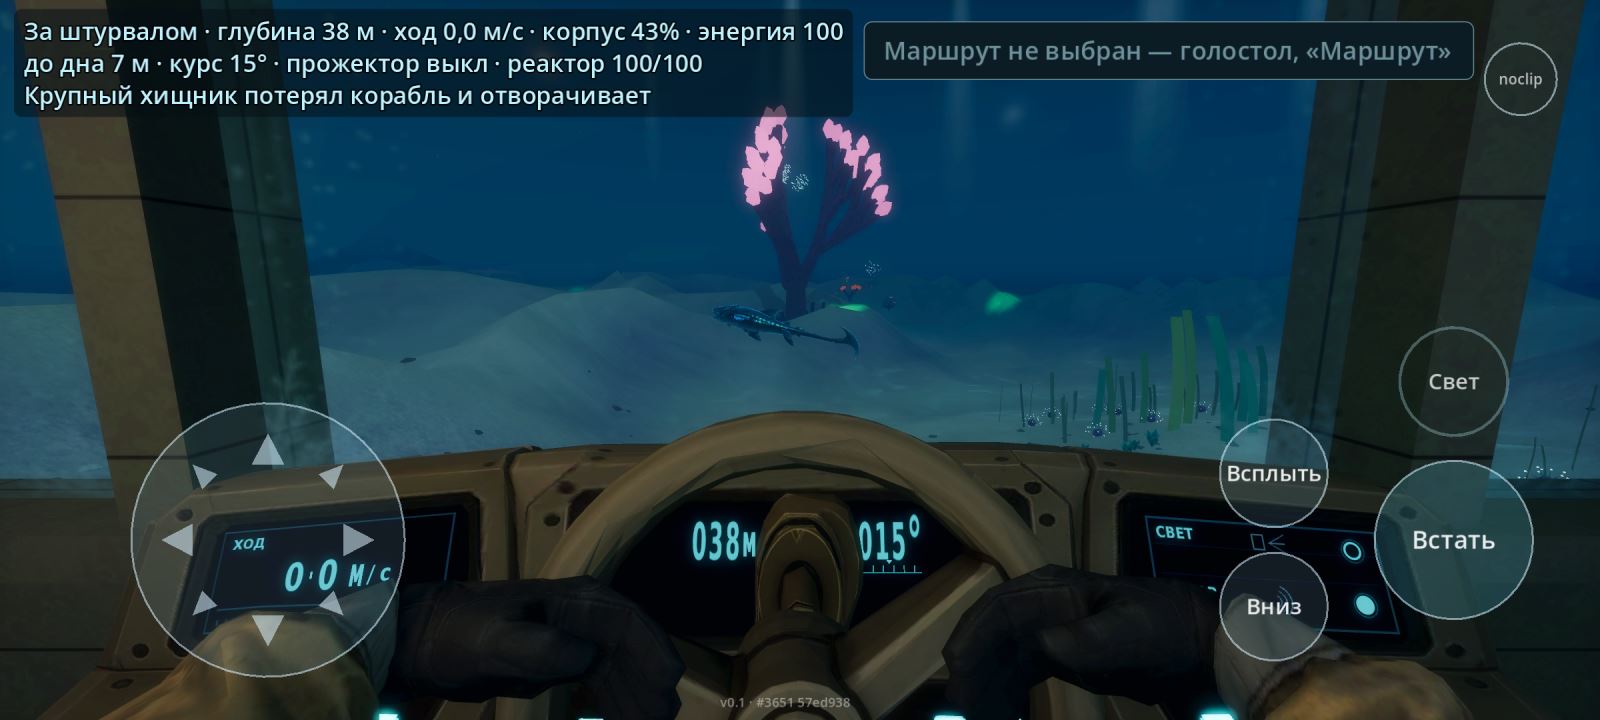 За штурвалом · глубина 38 м · ход 0,0 м/с · корпус 43% · энергия 100
до дна 7 м · курс 15° · прожектор выкл · реактор 100/100
Крупный хищник потерял корабль и отворачивает
Маршрут не выбран — голостол, «Маршрут»
noclip
Свет
Всплыть
Встать
Вниз
ХОД
0·0 М/с
038м
015°
СВЕТ
v0.1 · #3651 57ed938